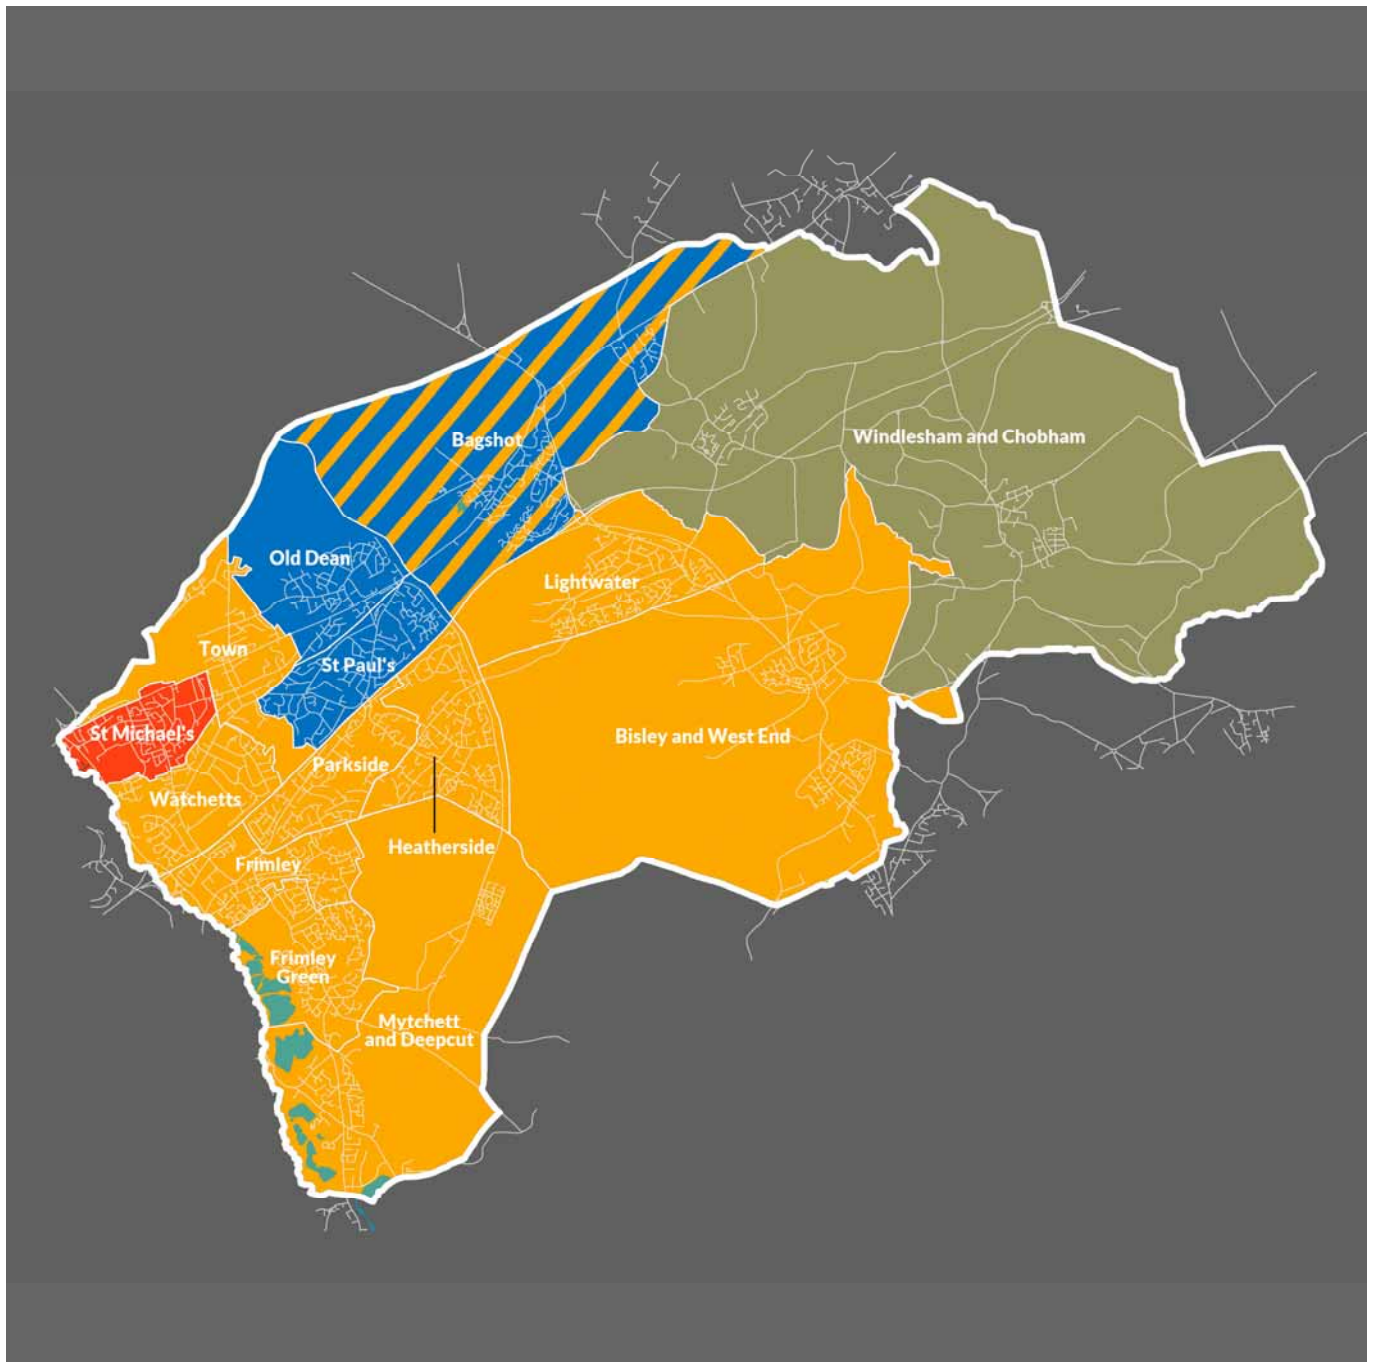 Bagshot
Windlesham and Chobham
Old Dean
Lightwater
Town
St Paul's
St Michael's
Bisley and West End
Parkside
Watchetts
Heatherside
Frimley
Frimley
Green
Mytchett
and Deepcut